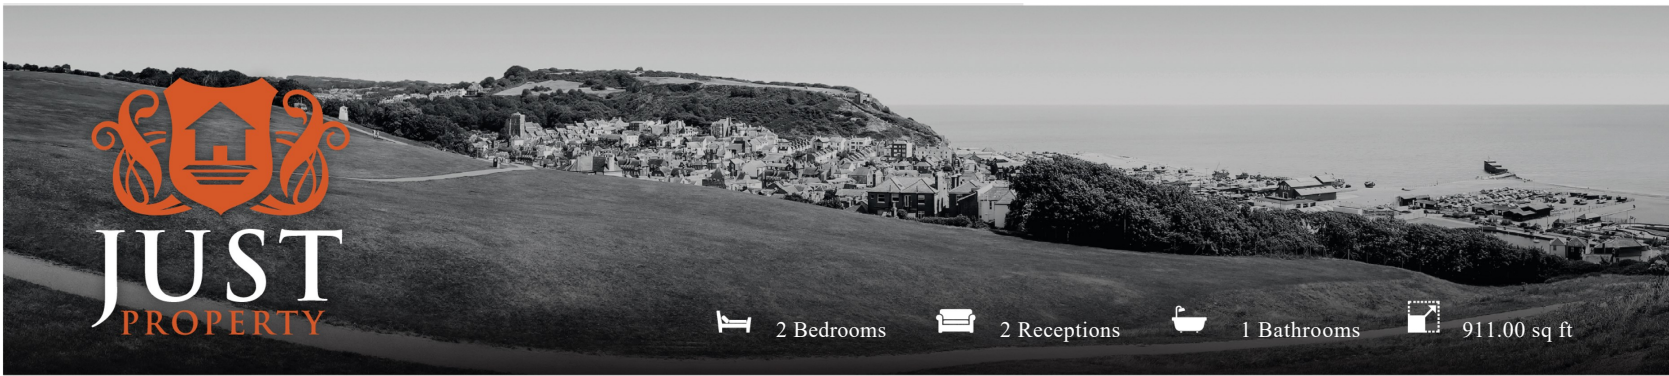 JUST
PROPERTY
2 Bedrooms 2 Receptions 1 Bathrooms 911.00 sq ft